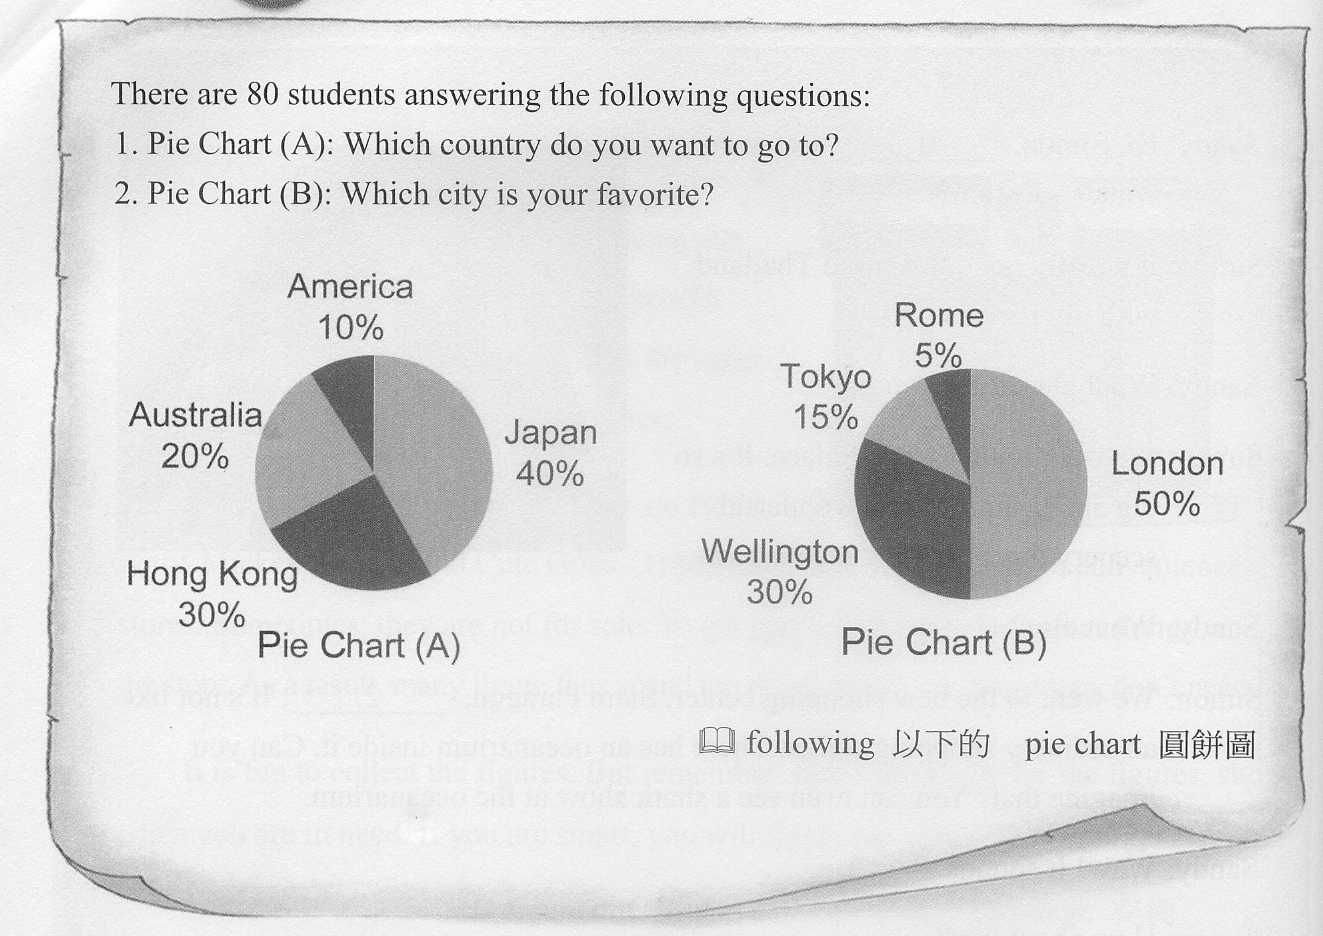 There are 80 students answering the following questions:
1. Pie Chart (A): Which country do you want to go to?
2. Pie Chart (B): Which city is your favorite?
America
10%
Australia
20%
Japan
40%
Hong Kong
30%
Pie Chart (A)
Rome
5%
Tokyo
15%
London
50%
Wellington
30%
Pie Chart (B)
following 以下的 pie chart 圓餅圖